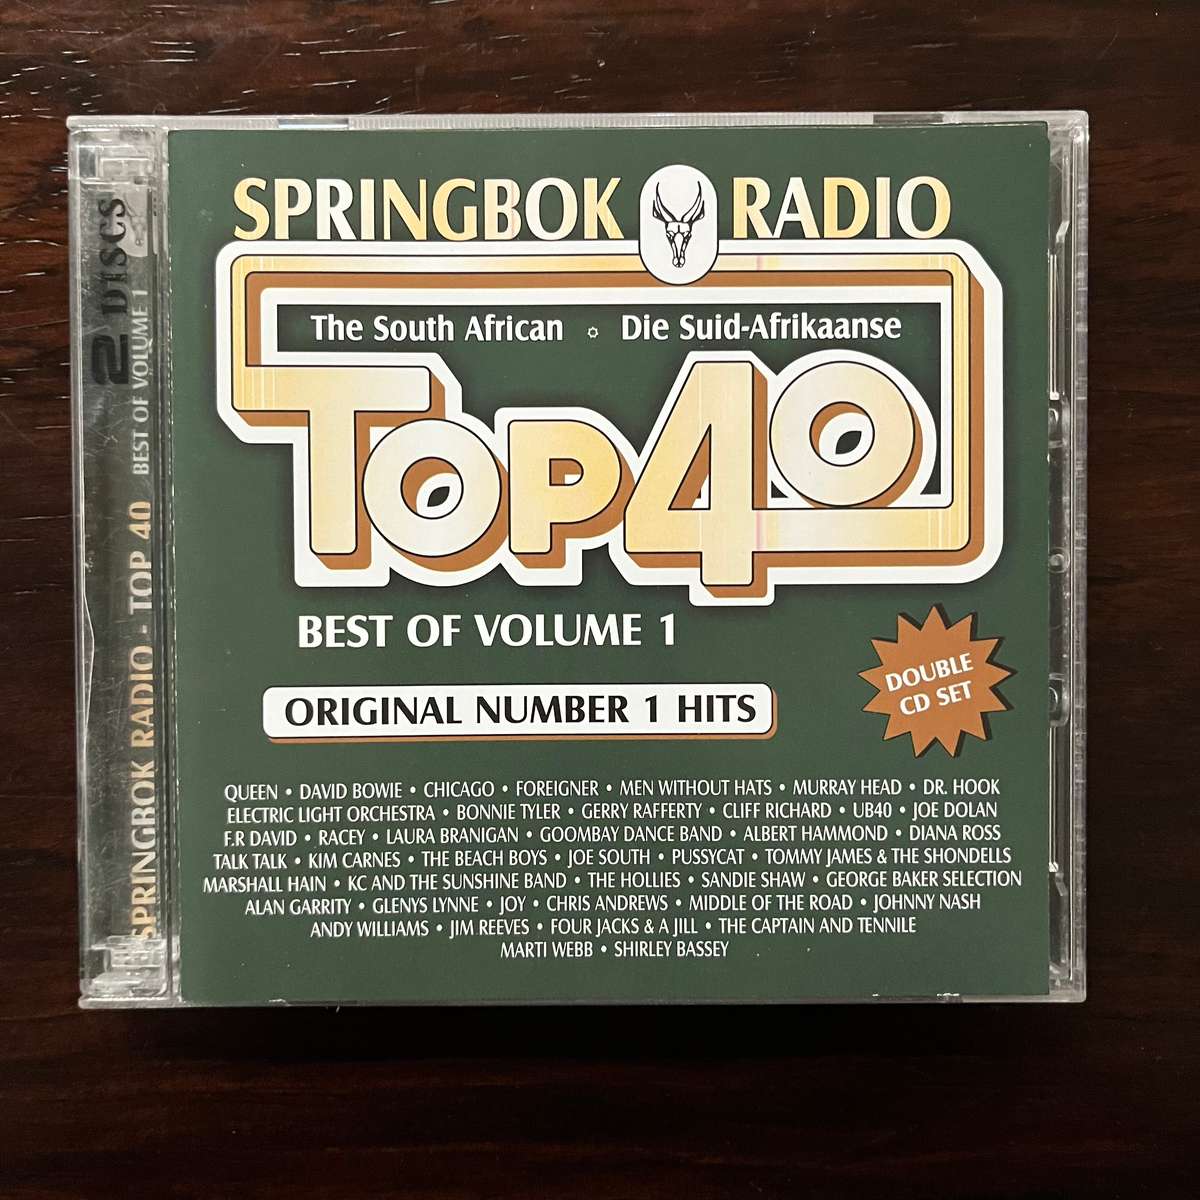 SPRINGBOK RADIO
The South African ☼ Die Suid-Afrikaanse
TOP 40
BEST OF VOLUME 1
ORIGINAL NUMBER 1 HITS
DOUBLE
CD SET
QUEEN • DAVID BOWIE • CHICAGO • FOREIGNER • MEN WITHOUT HATS • MURRAY HEAD • DR. HOOK
ELECTRIC LIGHT ORCHESTRA • BONNIE TYLER • GERRY RAFFERTY • CLIFF RICHARD • UB40 • JOE DOLAN
F.R DAVID • RACEY • LAURA BRANIGAN • GOOMBAY DANCE BAND • ALBERT HAMMOND • DIANA ROSS
TALK TALK • KIM CARNES • THE BEACH BOYS • JOE SOUTH • PUSSYCAT • TOMMY JAMES & THE SHONDELLS
MARSHALL HAIN • KC AND THE SUNSHINE BAND • THE HOLLIES • SANDIE SHAW • GEORGE BAKER SELECTION
ALAN GARRITY • GLENYS LYNNE • JOY • CHRIS ANDREWS • MIDDLE OF THE ROAD • JOHNNY NASH
ANDY WILLIAMS • JIM REEVES • FOUR JACKS & A JILL • THE CAPTAIN AND TENNILE
MARTI WEBB • SHIRLEY BASSEY
SPRINGBOK RADIO - TOP 40
BEST OF VOLUME 1
2 DISCS